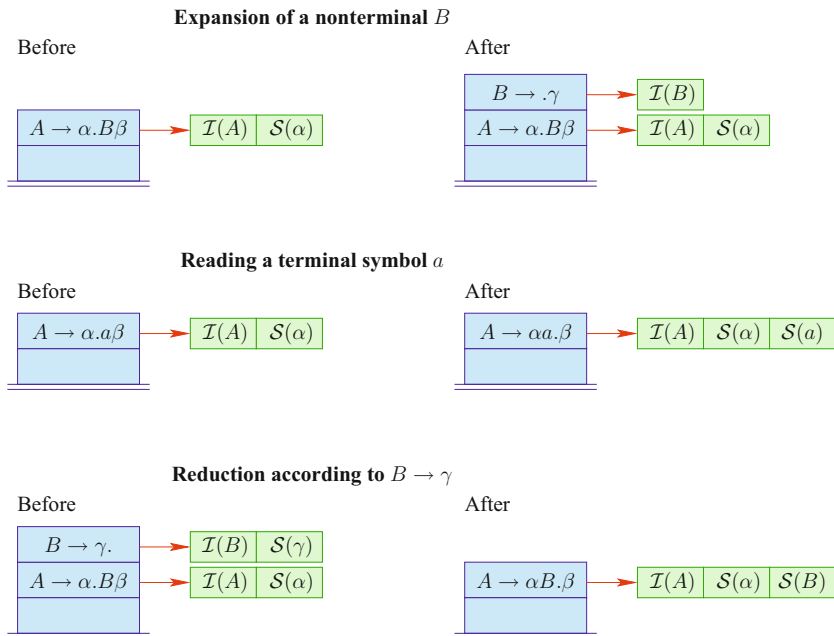 Expansion of a nonterminal B
Before
After
B → .γ
I(B)
A → α.Bβ
I(A) S(α)
A → α.Bβ
I(A) S(α)
Reading a terminal symbol a
Before
After
A → α.aβ
I(A) S(α)
A → αa.β
I(A) S(α) S(a)
Reduction according to B → γ
Before
After
B → γ.
I(B) S(γ)
A → α.Bβ
I(A) S(α)
A → αB.β
I(A) S(α) S(B)